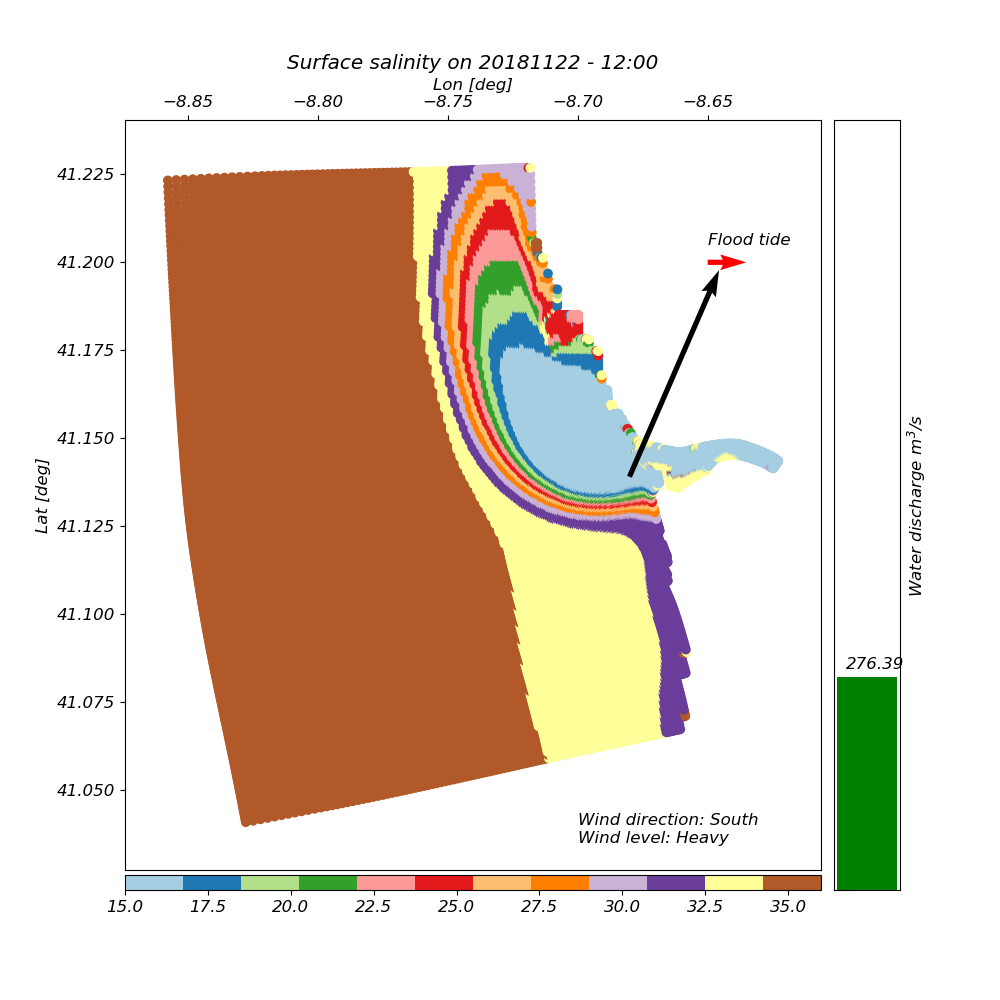 Surface salinity on 20181122 - 12:00
Lon [deg]
−8.85 −8.80 −8.75 −8.70 −8.65
41.225
41.200
41.175
41.150
41.125
41.100
41.075
41.050
Lat [deg]
Flood tide
Wind direction: South
Wind level: Heavy
276.39
Water discharge m³/s
15.0 17.5 20.0 22.5 25.0 27.5 30.0 32.5 35.0